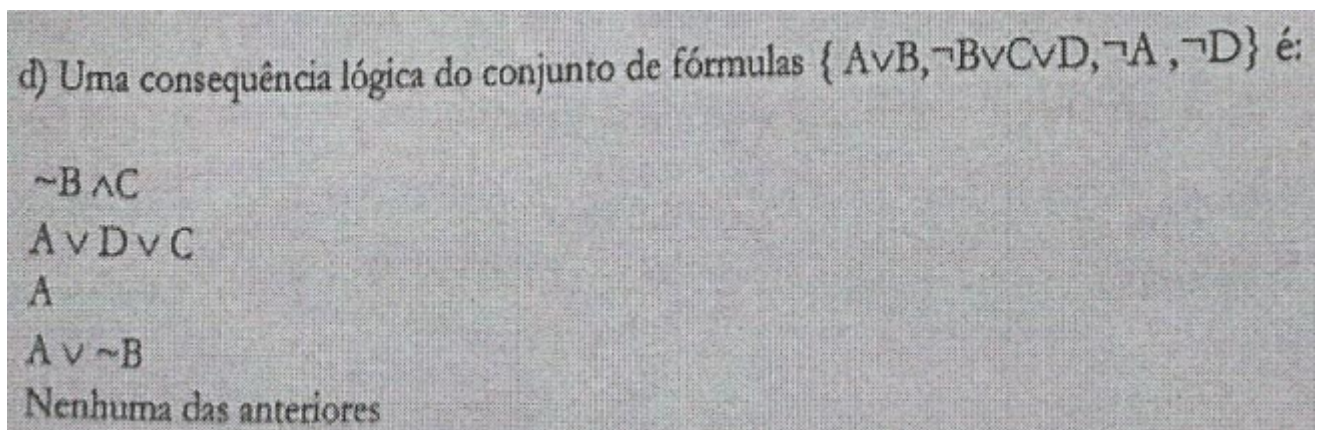 d) Uma consequência lógica do conjunto de fórmulas { A∨B,¬B∨C∨D,¬A ,¬D} é:
~B ∧C
A ∨ D ∨ C
A
A ∨ ~B
Nenhuma das anteriores